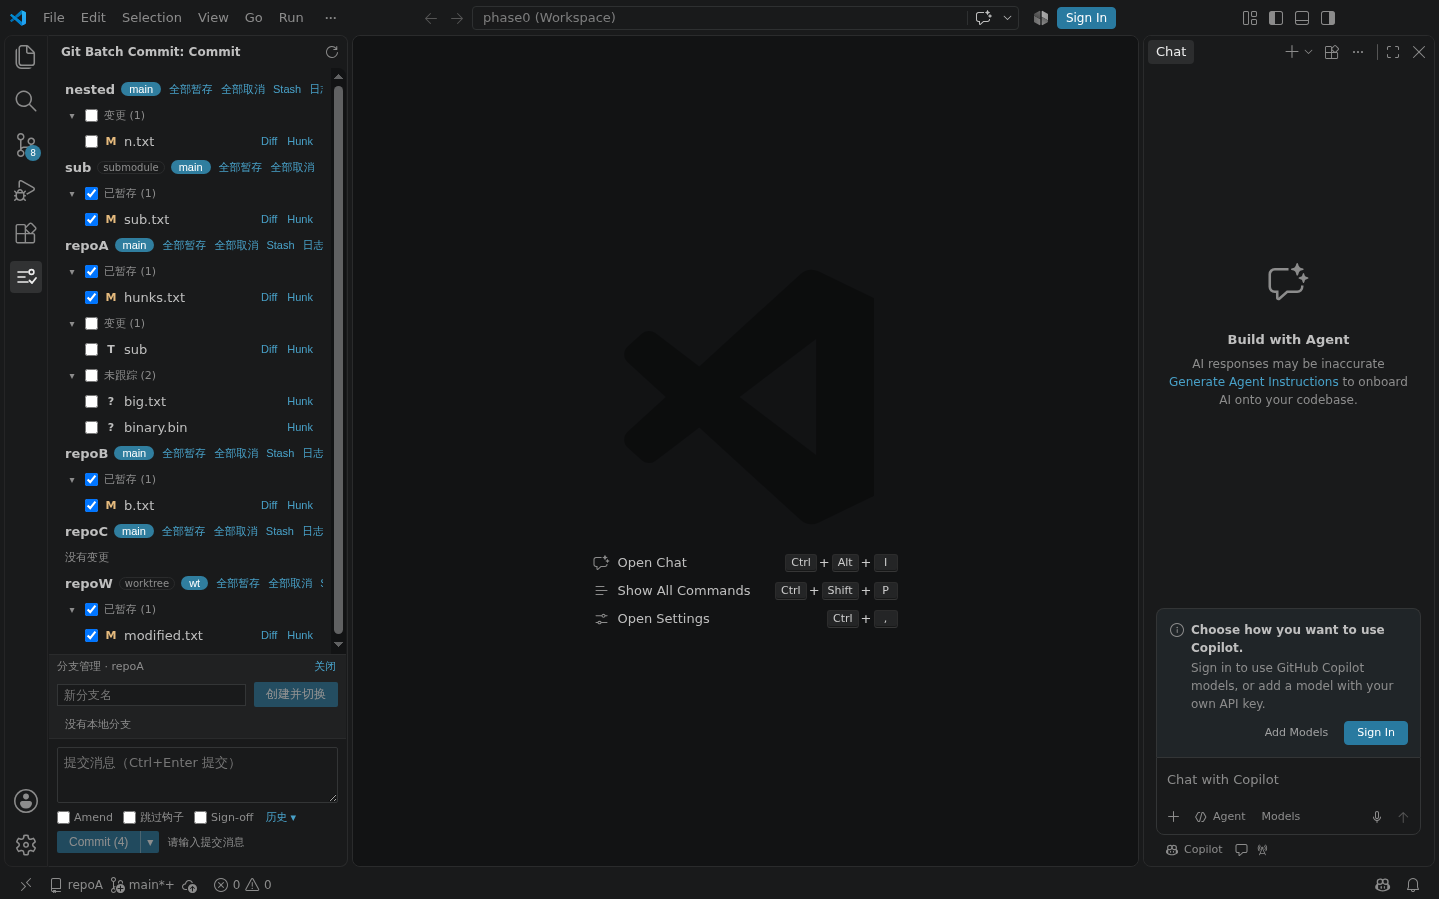 File Edit Selection View Go Run ···
phase0 (Workspace)
Sign In
Git Batch Commit: Commit
nested main 全部暂存 全部取消 Stash
变更 (1)
M n.txt Diff Hunk
sub submodule main 全部暂存 全部取消
已暂存 (1)
M sub.txt Diff Hunk
repoA main 全部暂存 全部取消 Stash 日志
已暂存 (1)
M hunks.txt Diff Hunk
变更 (1)
T sub Diff Hunk
未跟踪 (2)
? big.txt Hunk
? binary.bin Hunk
repoB main 全部暂存 全部取消 Stash 日志
已暂存 (1)
M b.txt Diff Hunk
repoC main 全部暂存 全部取消 Stash 日志
没有变更
repoW worktree wt 全部暂存 全部取消
已暂存 (1)
M modified.txt Diff Hunk
分支管理 · repoA 关闭
新分支名 创建并切换
没有本地分支
提交消息（Ctrl+Enter 提交）
Amend 跳过钩子 Sign-off 历史 ▾
Commit (4) ▾ 请输入提交消息
8
Open Chat Ctrl + Alt + I
Show All Commands Ctrl + Shift + P
Open Settings Ctrl + ,
Chat
Build with Agent
AI responses may be inaccurate
Generate Agent Instructions to onboard
AI onto your codebase.
Choose how you want to use
Copilot.
Sign in to use GitHub Copilot
models, or add a model with your
own API key.
Add Models Sign In
Chat with Copilot
Agent Models
Copilot
repoA main*+ 0 0